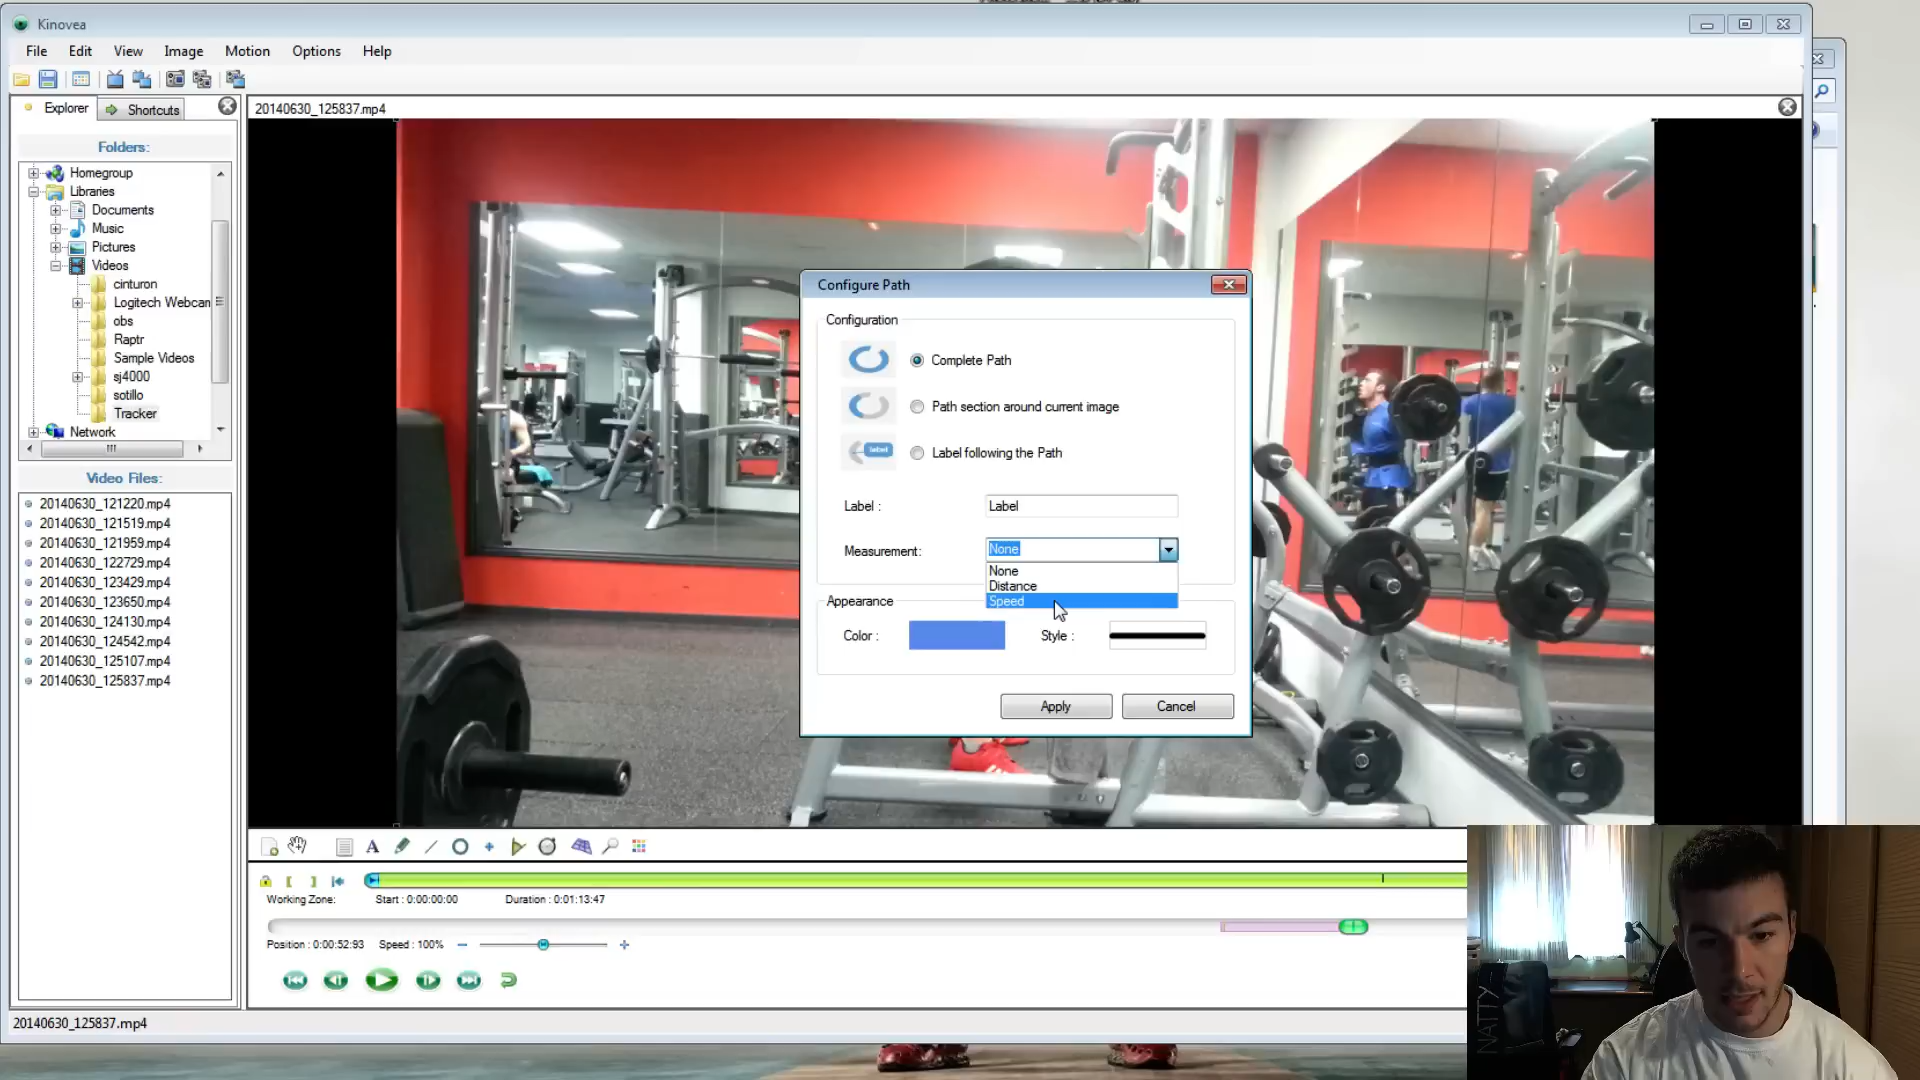 Kinovea
File Edit View Image Motion Options Help
Explorer Shortcuts
20140630_125837.mp4
Folders:
Homegroup
Libraries
Documents
Music
Pictures
Videos
cinturon
Logitech Webcam
obs
Raptr
Sample Videos
sj4000
sotillo
Tracker
Network
Video Files:
20140630_121220.mp4
20140630_121519.mp4
20140630_121959.mp4
20140630_122729.mp4
20140630_123429.mp4
20140630_123650.mp4
20140630_124130.mp4
20140630_124542.mp4
20140630_125107.mp4
20140630_125837.mp4
Configure Path
Configuration
Complete Path
Path section around current image
label
Label following the Path
Label : Label
Measurement: None
None
Distance
Speed
Appearance
Color : Style :
Apply Cancel
Working Zone: Start : 0:00:00:00 Duration : 0:01:13:47
Position : 0:00:52:93 Speed : 100%
20140630_125837.mp4
NATTY